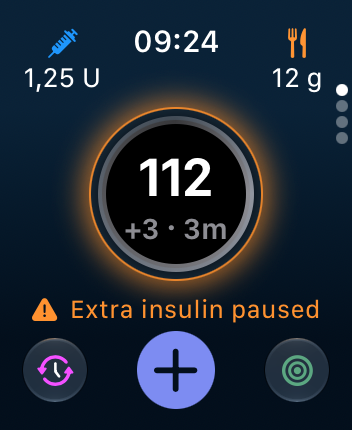 09:24
1,25 U
12 g
112
+3 · 3m
Extra insulin paused